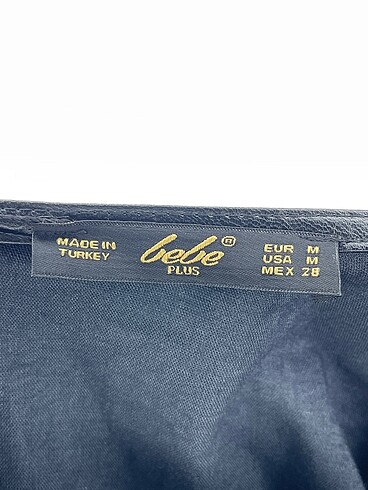 MADE IN
TURKEY
bebe®
PLUS
EUR M
USA M
MEX 28